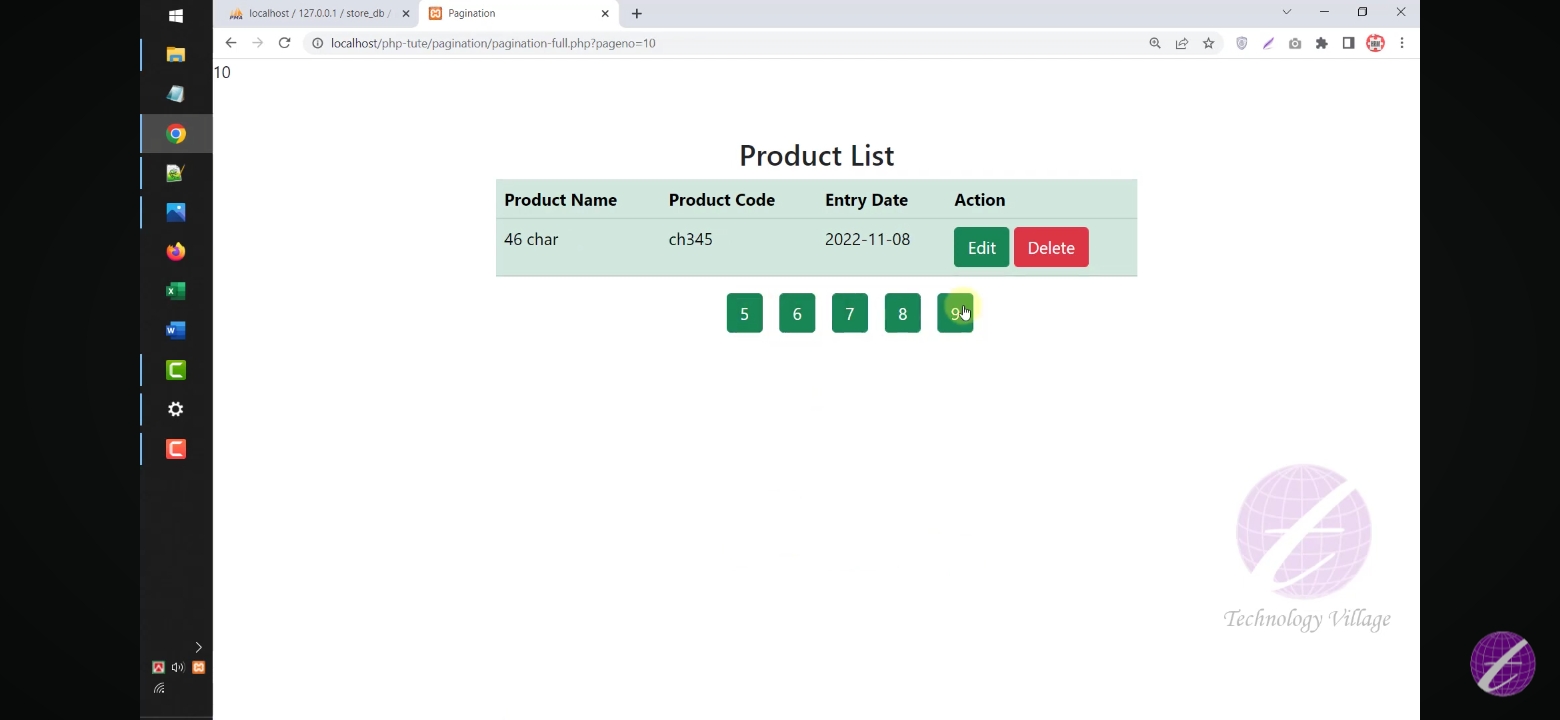 localhost / 127.0.0.1 / store_db /
Pagination
localhost/php-tute/pagination/pagination-full.php?pageno=10
10
Product List
Product Name Product Code Entry Date Action
46 char ch345 2022-11-08 Edit Delete
5 6 7 8 9
Technology Village